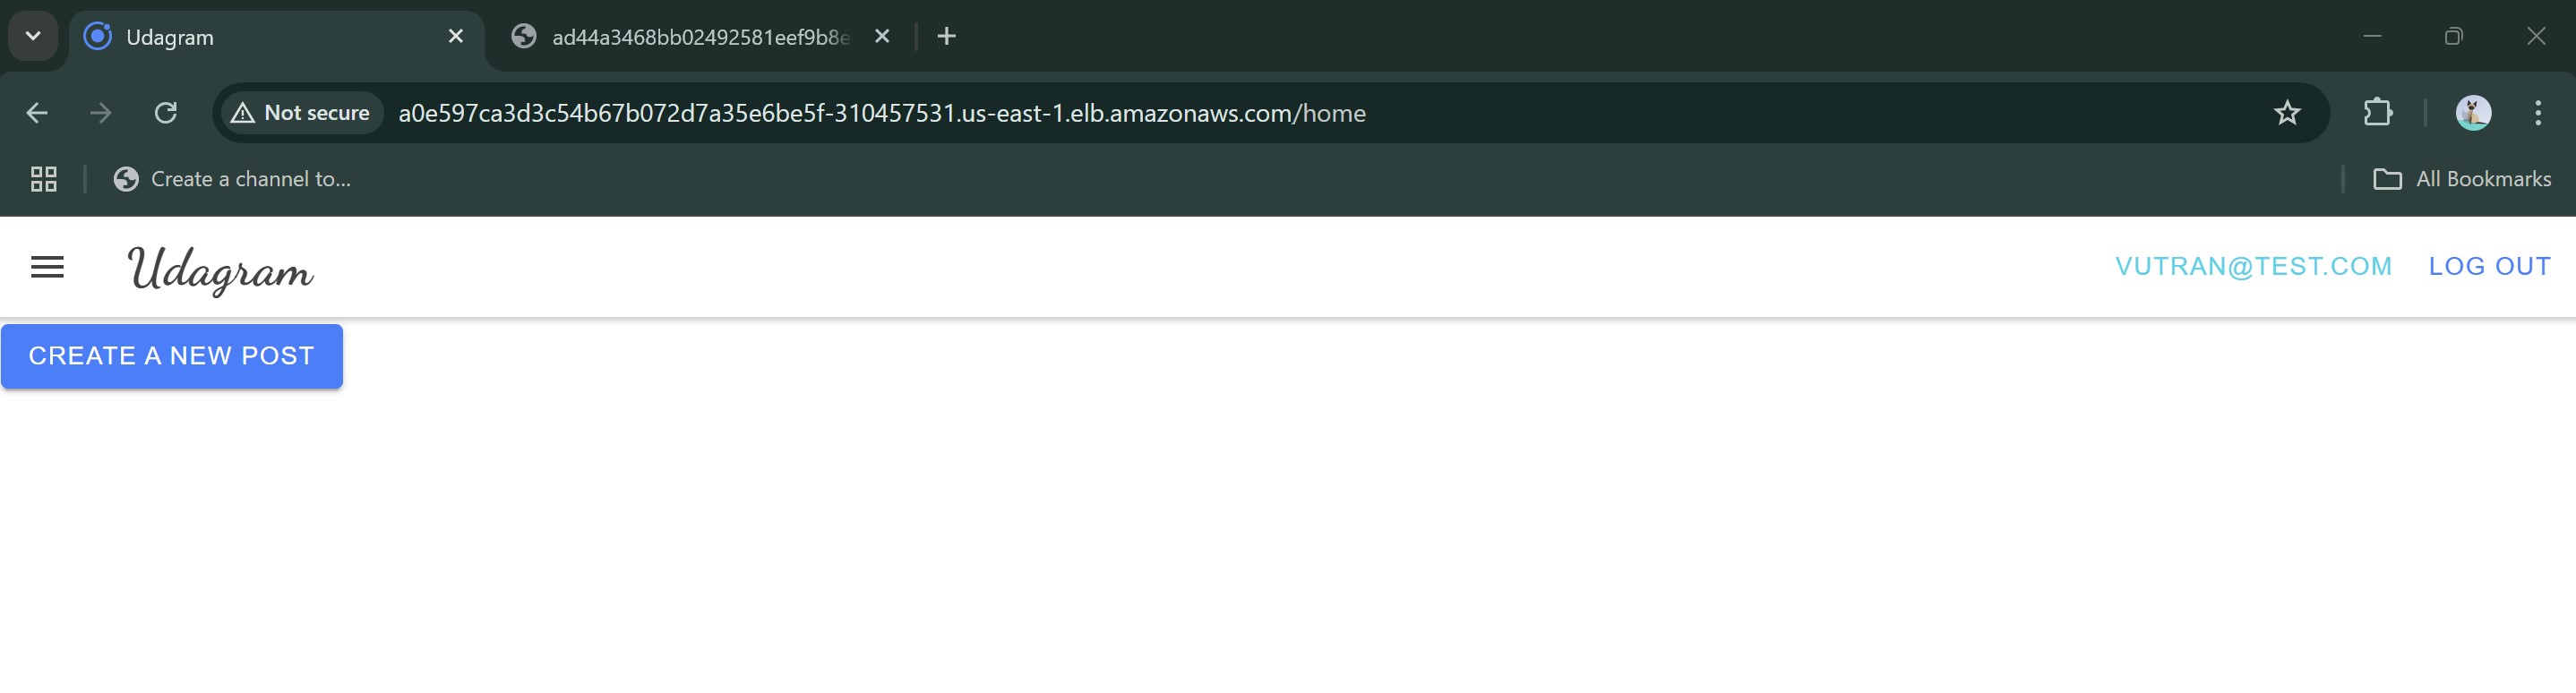 Udagram
ad44a3468bb02492581eef9b8e
Not secure
a0e597ca3d3c54b67b072d7a35e6be5f-310457531.us-east-1.elb.amazonaws.com/home
Create a channel to...
All Bookmarks
Udagram
VUTRAN@TEST.COM
LOG OUT
CREATE A NEW POST